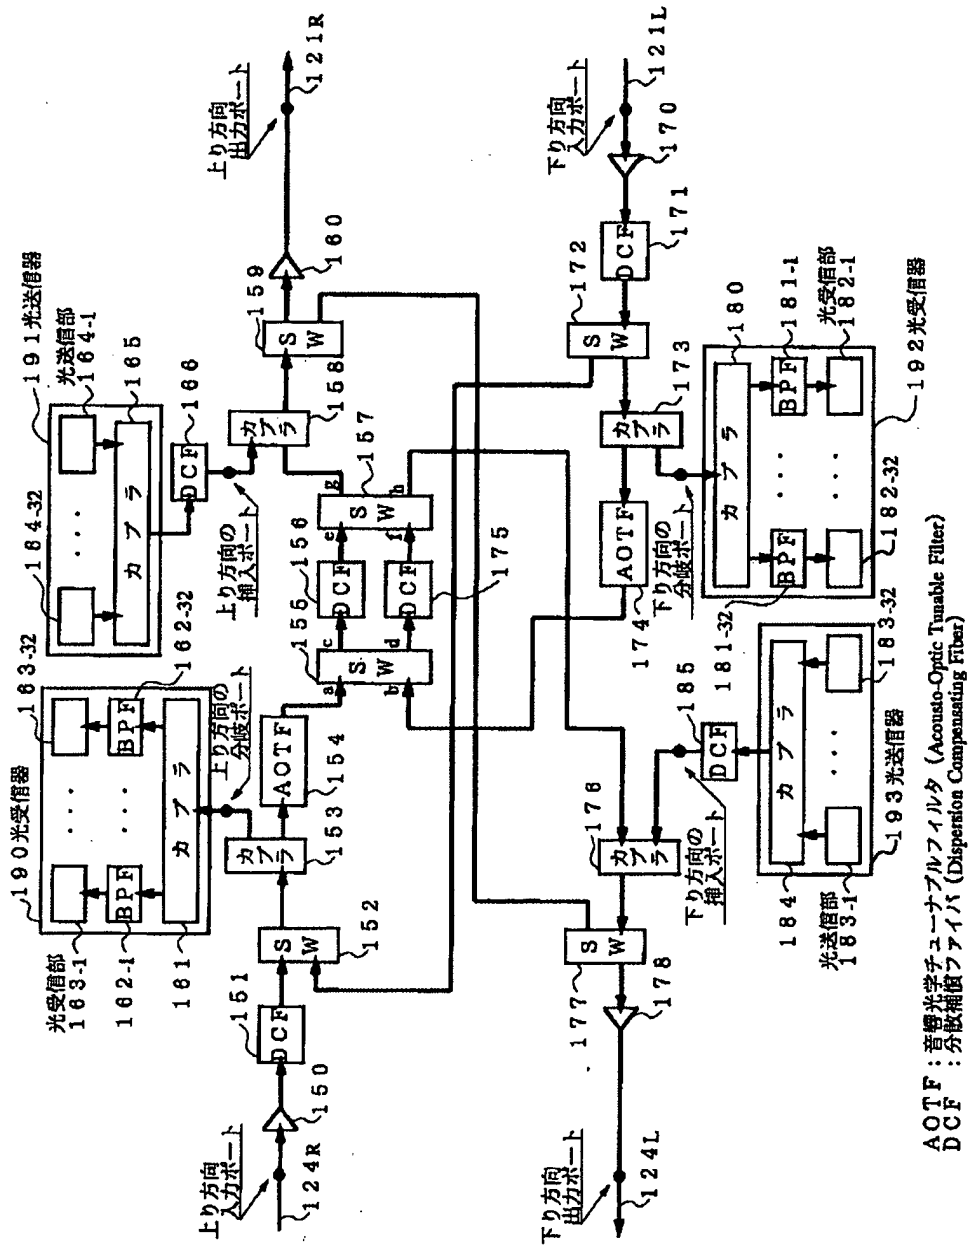 190光受信器
光受信部
163-1
163-32
184-32
191光送信器
光送信部
164-1
. . .
. . .
162-1
BPF
. . .
BPF
162-32
161
カプラ
カプラ
165
上り方向の
分岐ポート
DCF
166
上り方向の
挿入ポート
上り方向
入力ポート
124R
150
151
DCF
152
SW
153
カプラ
154
AOTF
155
SW
a
b
c
d
156
DCF
DCF
175
157
SW
e
f
g
h
158
カプラ
159
SW
160
上り方向
出力ポート
121R
下り方向
出力ポート
124L
178
177
SW
176
カプラ
下り方向の
挿入ポート
185
DCF
174
AOTF
下り方向の
分岐ポート
173
カプラ
172
SW
171
DCF
170
下り方向
入力ポート
121L
184
カプラ
光送信部
183-1
. . .
183-32
193光送信器
カプラ
180
181-32
BPF
. . .
BPF
181-1
182-32
. . .
光受信部
182-1
192光受信器
AOTF:音響光学チューナブルフィルタ (Acousto-Optic Tunable Filter)
DCF :分散補償ファイバ (Dispersion Compensating Fiber)